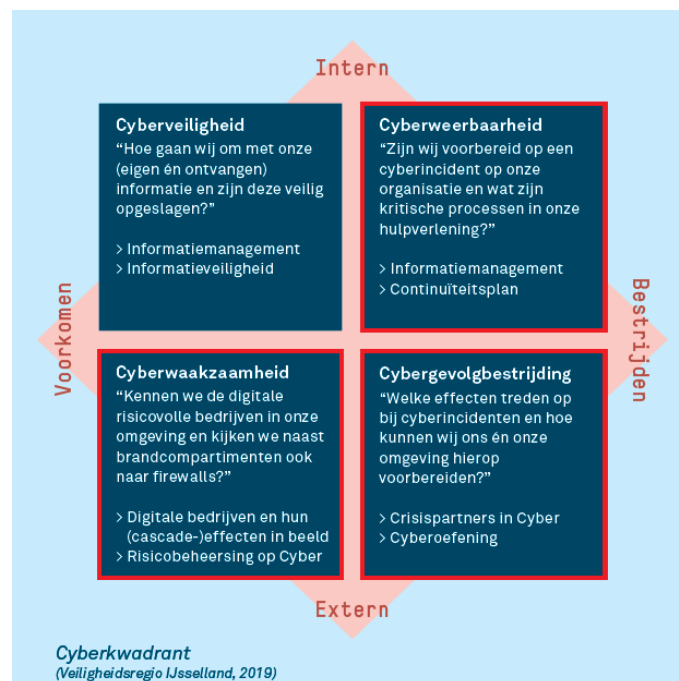 Intern
Cyberveiligheid
“Hoe gaan wij om met onze
(eigen én ontvangen)
informatie en zijn deze veilig
opgeslagen?”
> Informatiemanagement
> Informatieveiligheid
Cyberweerbaarheid
“Zijn wij voorbereid op een
cyberincident op onze
organisatie en wat zijn
kritische processen in onze
hulpverlening?”
> Informatiemanagement
> Continuïteitsplan
Voorkomen
Bestrijden
Cyberwaakzaamheid
“Kennen we de digitale
risicovolle bedrijven in onze
omgeving en kijken we naast
brandcompartimenten ook
naar firewalls?”
> Digitale bedrijven en hun
(cascade-)effecten in beeld
> Risicobeheersing op Cyber
Cybergevolgbestrijding
“Welke effecten treden op
bij cyberincidenten en hoe
kunnen wij ons én onze
omgeving hierop
voorbereiden?”
> Crisispartners in Cyber
> Cyberoefening
Extern
Cyberkwadrant
(Veiligheidsregio IJsselland, 2019)